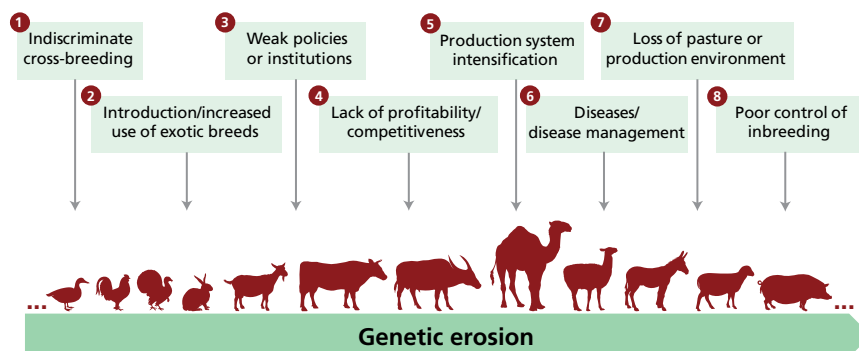 1
Indiscriminate
cross-breeding
2
Introduction/increased
use of exotic breeds
3
Weak policies
or institutions
4
Lack of profitability/
competitiveness
5
Production system
intensification
6
Diseases/
disease management
7
Loss of pasture or
production environment
8
Poor control of
inbreeding
...
...
Genetic erosion